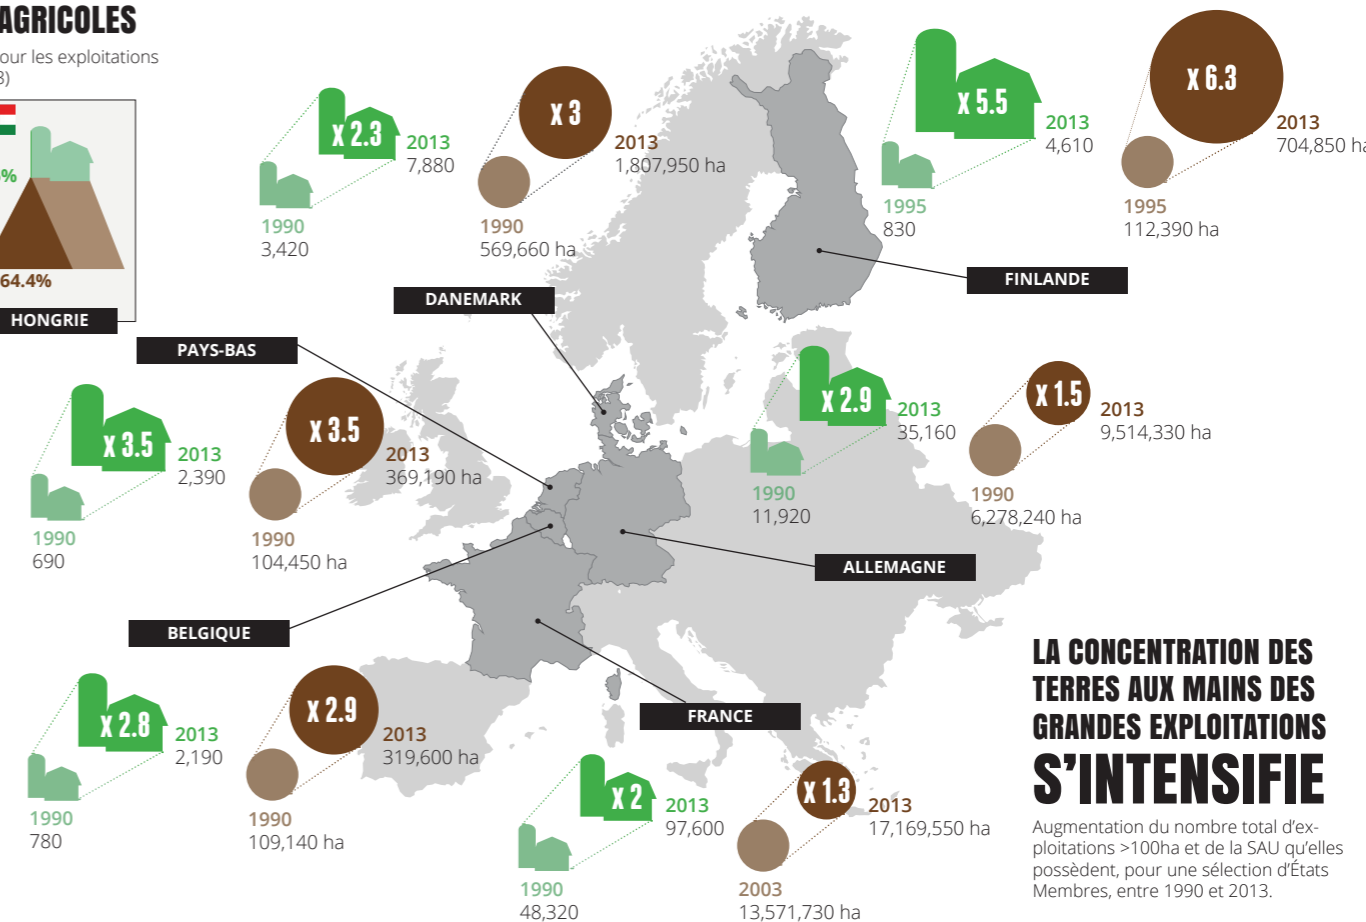 AGRICOLES
our les exploitations
3)
%
64.4%
HONGRIE
x 2.3
2013
7,880
1990
3,420
x 3
2013
1,807,950 ha
1990
569,660 ha
DANEMARK
x 5.5
2013
4,610
1995
830
x 6.3
2013
704,850 ha
1995
112,390 ha
FINLANDE
PAYS-BAS
x 3.5
2013
2,390
1990
690
x 3.5
2013
369,190 ha
1990
104,450 ha
x 2.9
2013
35,160
1990
11,920
x 1.5
2013
9,514,330 ha
1990
6,278,240 ha
ALLEMAGNE
BELGIQUE
x 2.8
2013
2,190
1990
780
x 2.9
2013
319,600 ha
1990
109,140 ha
FRANCE
x 2
2013
97,600
1990
48,320
x 1.3
2013
17,169,550 ha
2003
13,571,730 ha
LA CONCENTRATION DES
TERRES AUX MAINS DES
GRANDES EXPLOITATIONS
S’INTENSIFIE
Augmentation du nombre total d’ex-
ploitations >100ha et de la SAU qu’elles
possèdent, pour une sélection d’États
Membres, entre 1990 et 2013.